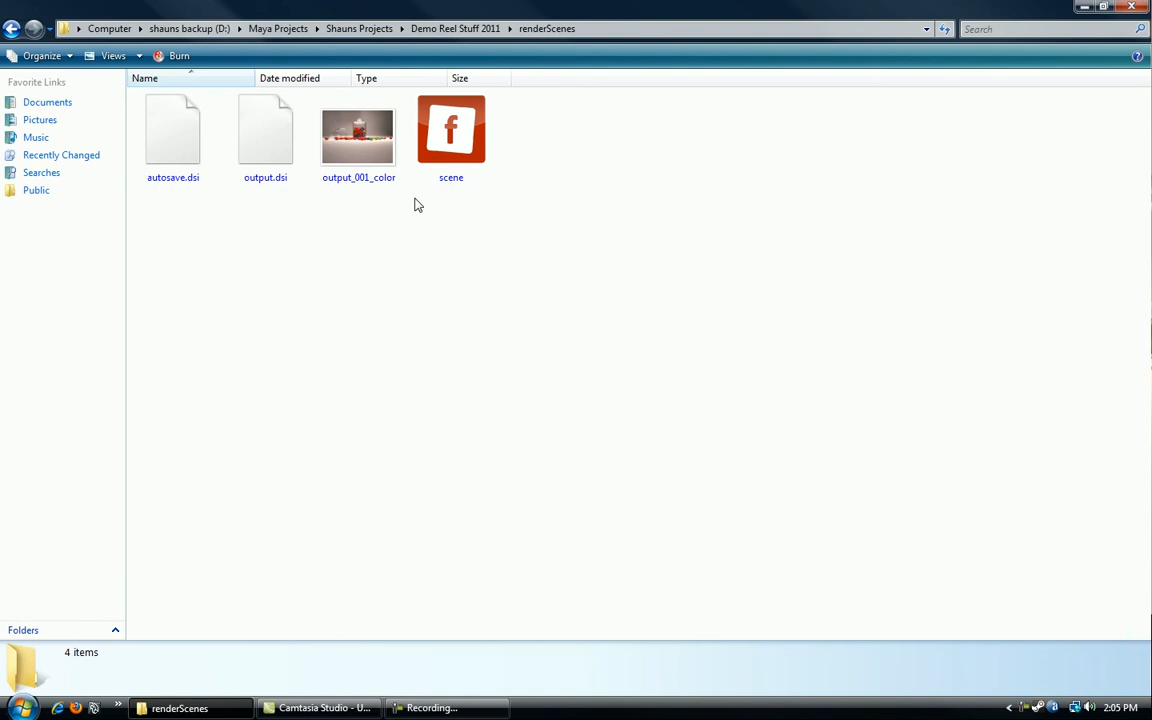 Computer shauns backup (D:) Maya Projects Shauns Projects Demo Reel Stuff 2011 renderScenes Search
Organize Views Burn
Favorite Links
Documents
Pictures
Music
Recently Changed
Searches
Public
Name Date modified Type Size
f
autosave.dsi output.dsi output_001_color scene
Folders
4 items
renderScenes Camtasia Studio - U... Recording... 2:05 PM